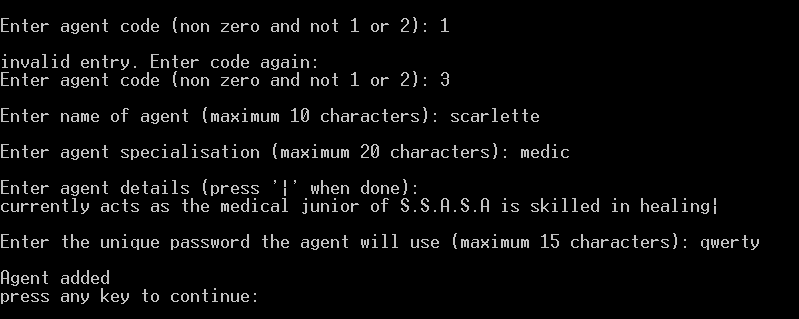 Enter agent code (non zero and not 1 or 2): 1
invalid entry. Enter code again:
Enter agent code (non zero and not 1 or 2): 3
Enter name of agent (maximum 10 characters): scarlette
Enter agent specialisation (maximum 20 characters): medic
Enter agent details (press '¦' when done):
currently acts as the medical junior of S.S.A.S.A is skilled in healing¦
Enter the unique password the agent will use (maximum 15 characters): qwerty
Agent added
press any key to continue: